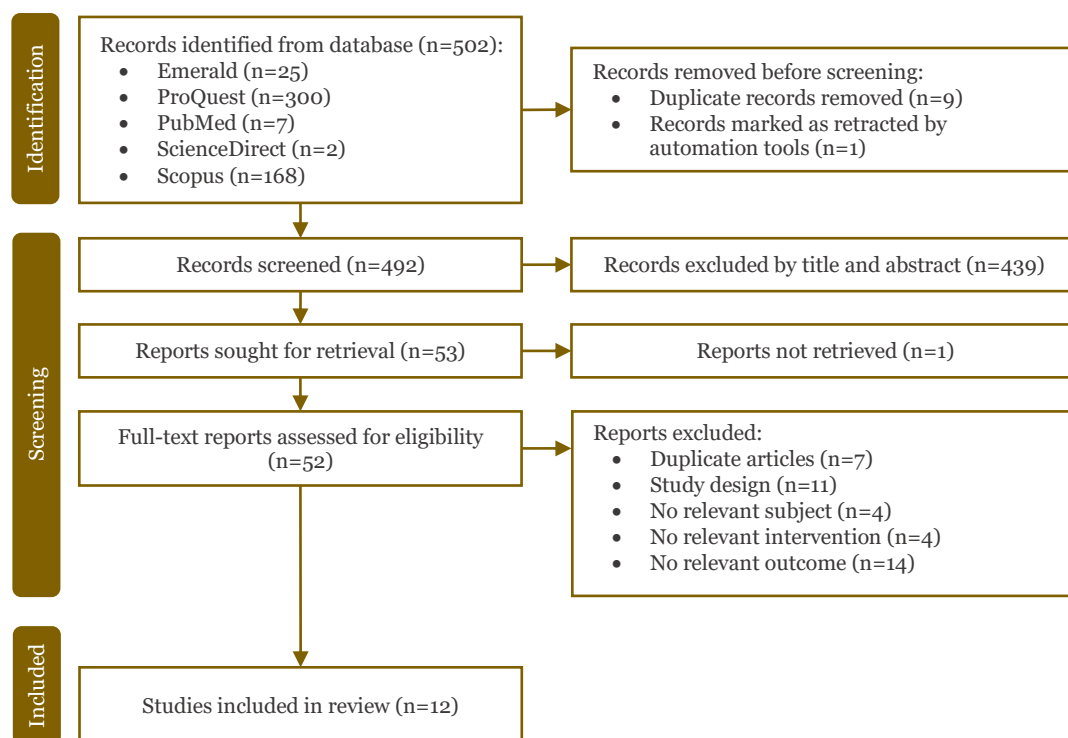 Identification
Records identified from database (n=502):
• Emerald (n=25)
• ProQuest (n=300)
• PubMed (n=7)
• ScienceDirect (n=2)
• Scopus (n=168)
Records removed before screening:
• Duplicate records removed (n=9)
• Records marked as retracted by
automation tools (n=1)
Screening
Records screened (n=492)
Records excluded by title and abstract (n=439)
Reports sought for retrieval (n=53)
Reports not retrieved (n=1)
Full-text reports assessed for eligibility
(n=52)
Reports excluded:
• Duplicate articles (n=7)
• Study design (n=11)
• No relevant subject (n=4)
• No relevant intervention (n=4)
• No relevant outcome (n=14)
Included
Studies included in review (n=12)